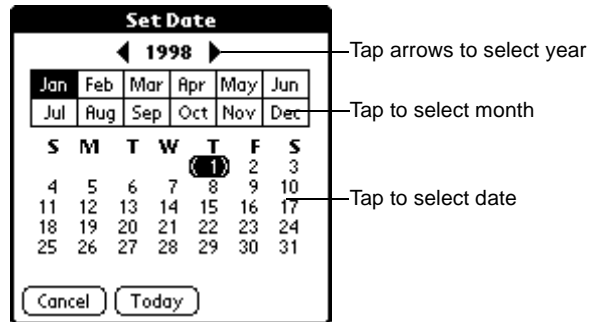 Set Date
1998
Tap arrows to select year
Jan Feb Mar Apr May Jun
Jul Aug Sep Oct Nov Dec
Tap to select month
S M T W T F S
1 2 3
4 5 6 7 8 9 10
Tap to select date
11 12 13 14 15 16 17
18 19 20 21 22 23 24
25 26 27 28 29 30 31
Cancel Today